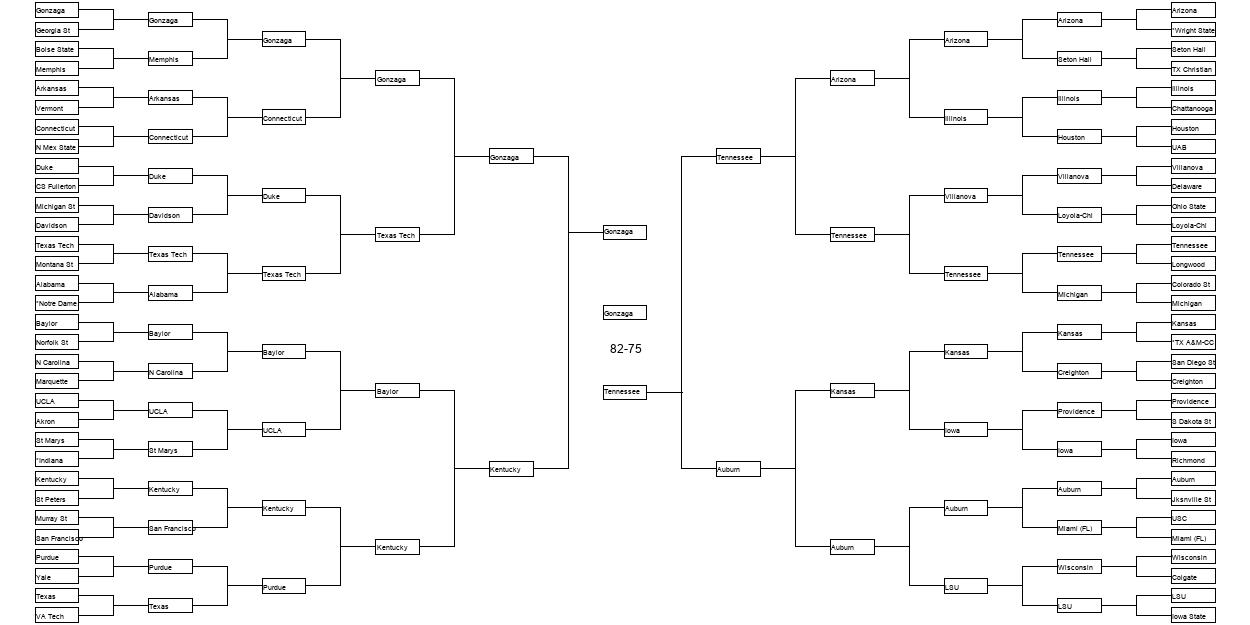 Gonzaga
Georgia St
Boise State
Memphis
Arkansas
Vermont
Connecticut
N Mex State
Duke
CS Fullerton
Michigan St
Davidson
Texas Tech
Montana St
Alabama
*Notre Dame
Baylor
Norfolk St
N Carolina
Marquette
UCLA
Akron
St Marys
*Indiana
Kentucky
St Peters
Murray St
San Francisco
Purdue
Yale
Texas
VA Tech
Gonzaga
Memphis
Arkansas
Connecticut
Duke
Davidson
Texas Tech
Alabama
Baylor
N Carolina
UCLA
St Marys
Kentucky
San Francisco
Purdue
Texas
Gonzaga
Connecticut
Duke
Texas Tech
Baylor
UCLA
Kentucky
Purdue
Gonzaga
Texas Tech
Baylor
Kentucky
Gonzaga
Kentucky
Gonzaga
Gonzaga
82-75
Tennessee
Tennessee
Auburn
Arizona
Tennessee
Kansas
Auburn
Arizona
Illinois
Villanova
Tennessee
Kansas
Iowa
Auburn
LSU
Arizona
Seton Hall
Illinois
Houston
Villanova
Loyola-Chi
Tennessee
Michigan
Kansas
Creighton
Providence
Iowa
Auburn
Miami (FL)
Wisconsin
LSU
Arizona
*Wright State
Seton Hall
TX Christian
Illinois
Chattanooga
Houston
UAB
Villanova
Delaware
Ohio State
Loyola-Chi
Tennessee
Longwood
Colorado St
Michigan
Kansas
*TX A&M-CC
San Diego St
Creighton
Providence
S Dakota St
Iowa
Richmond
Auburn
Jksnville St
USC
Miami (FL)
Wisconsin
Colgate
LSU
Iowa State